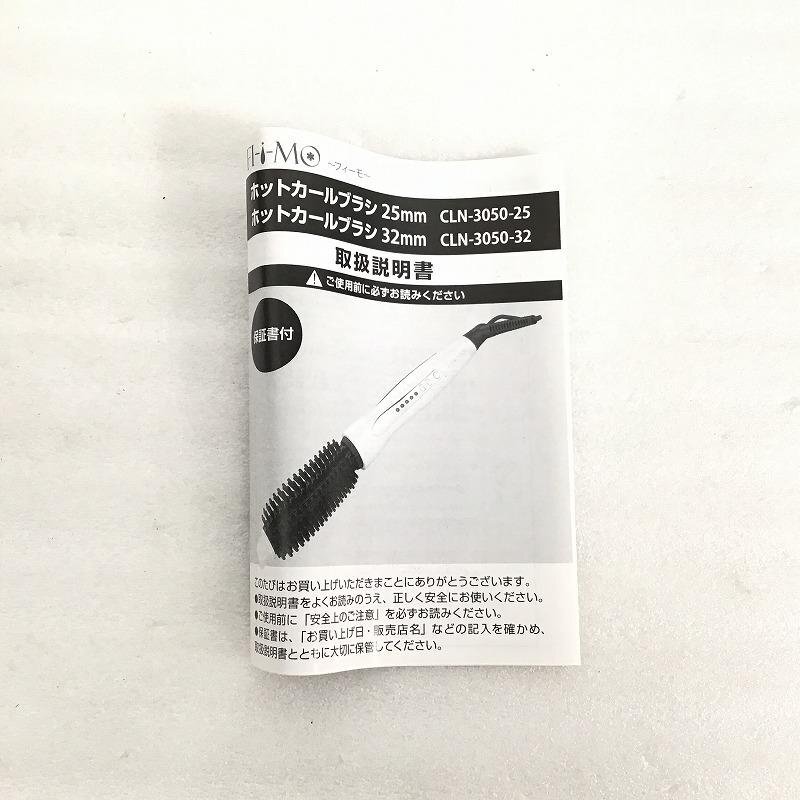 Fi-i-MO ～フィーモ～
ホットカールブラシ 25mm CLN-3050-25
ホットカールブラシ 32mm CLN-3050-32
取扱説明書
ご使用前に必ずお読みください
保証書付
このたびはお買い上げいただきまことにありがとうございます。
●取扱説明書をよくお読みのうえ、正しく安全にお使いください。
●ご使用前に「安全上のご注意」を必ずお読みください。
●保証書は、「お買い上げ日・販売店名」などの記入を確かめ、
取扱説明書とともに大切に保管してください。